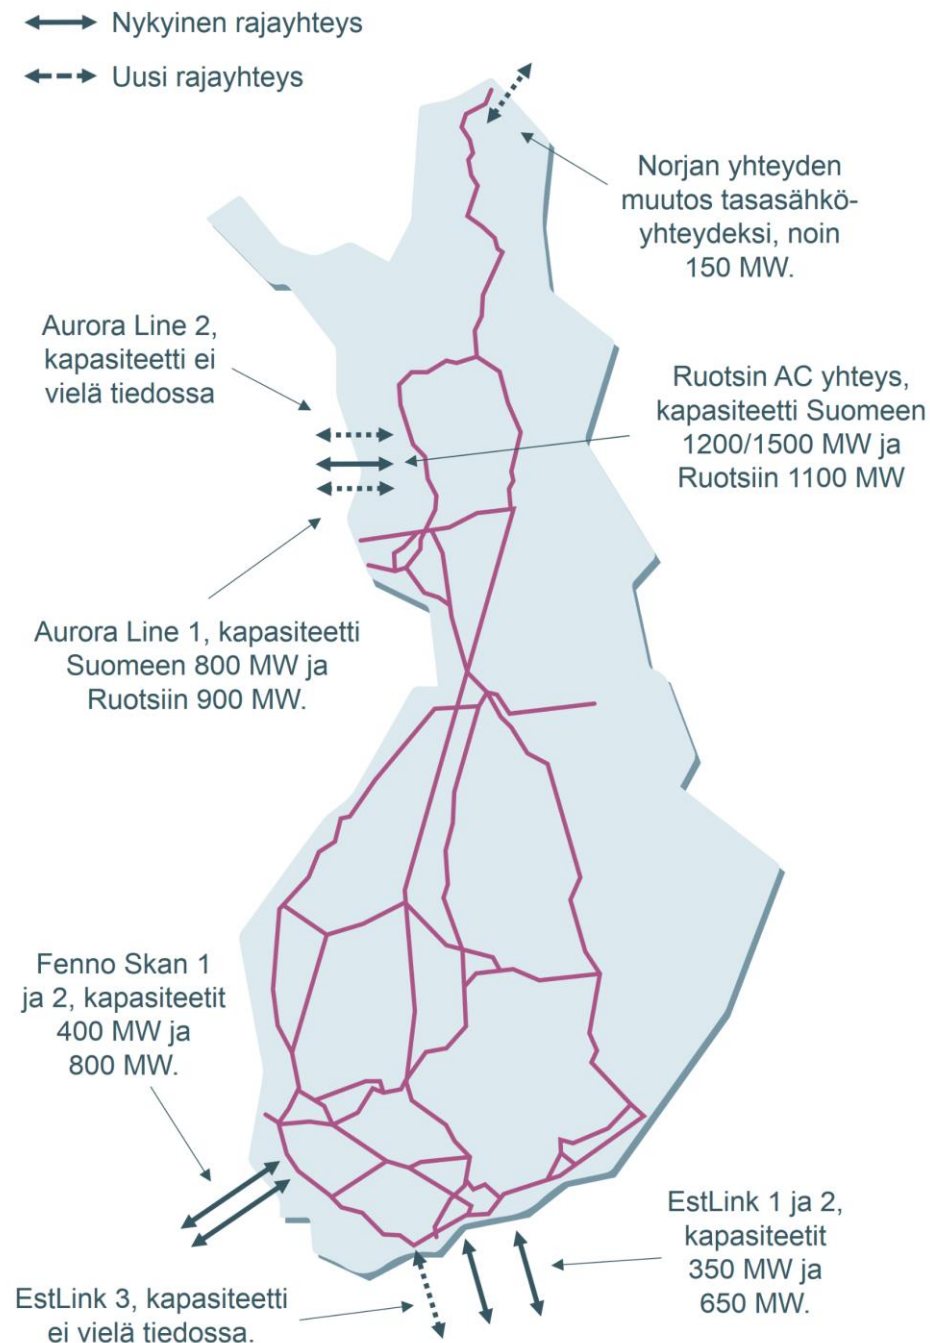 Nykyinen rajayhteys
Uusi rajayhteys
Norjan yhteyden
muutos tasasähkö-
yhteydeksi, noin
150 MW.
Aurora Line 2,
kapasiteetti ei
vielä tiedossa
Ruotsin AC yhteys,
kapasiteetti Suomeen
1200/1500 MW ja
Ruotsiin 1100 MW
Aurora Line 1, kapasiteetti
Suomeen 800 MW ja
Ruotsiin 900 MW.
Fenno Skan 1
ja 2, kapasiteetit
400 MW ja
800 MW.
EstLink 1 ja 2,
kapasiteetit
350 MW ja
650 MW.
EstLink 3, kapasiteetti
ei vielä tiedossa.